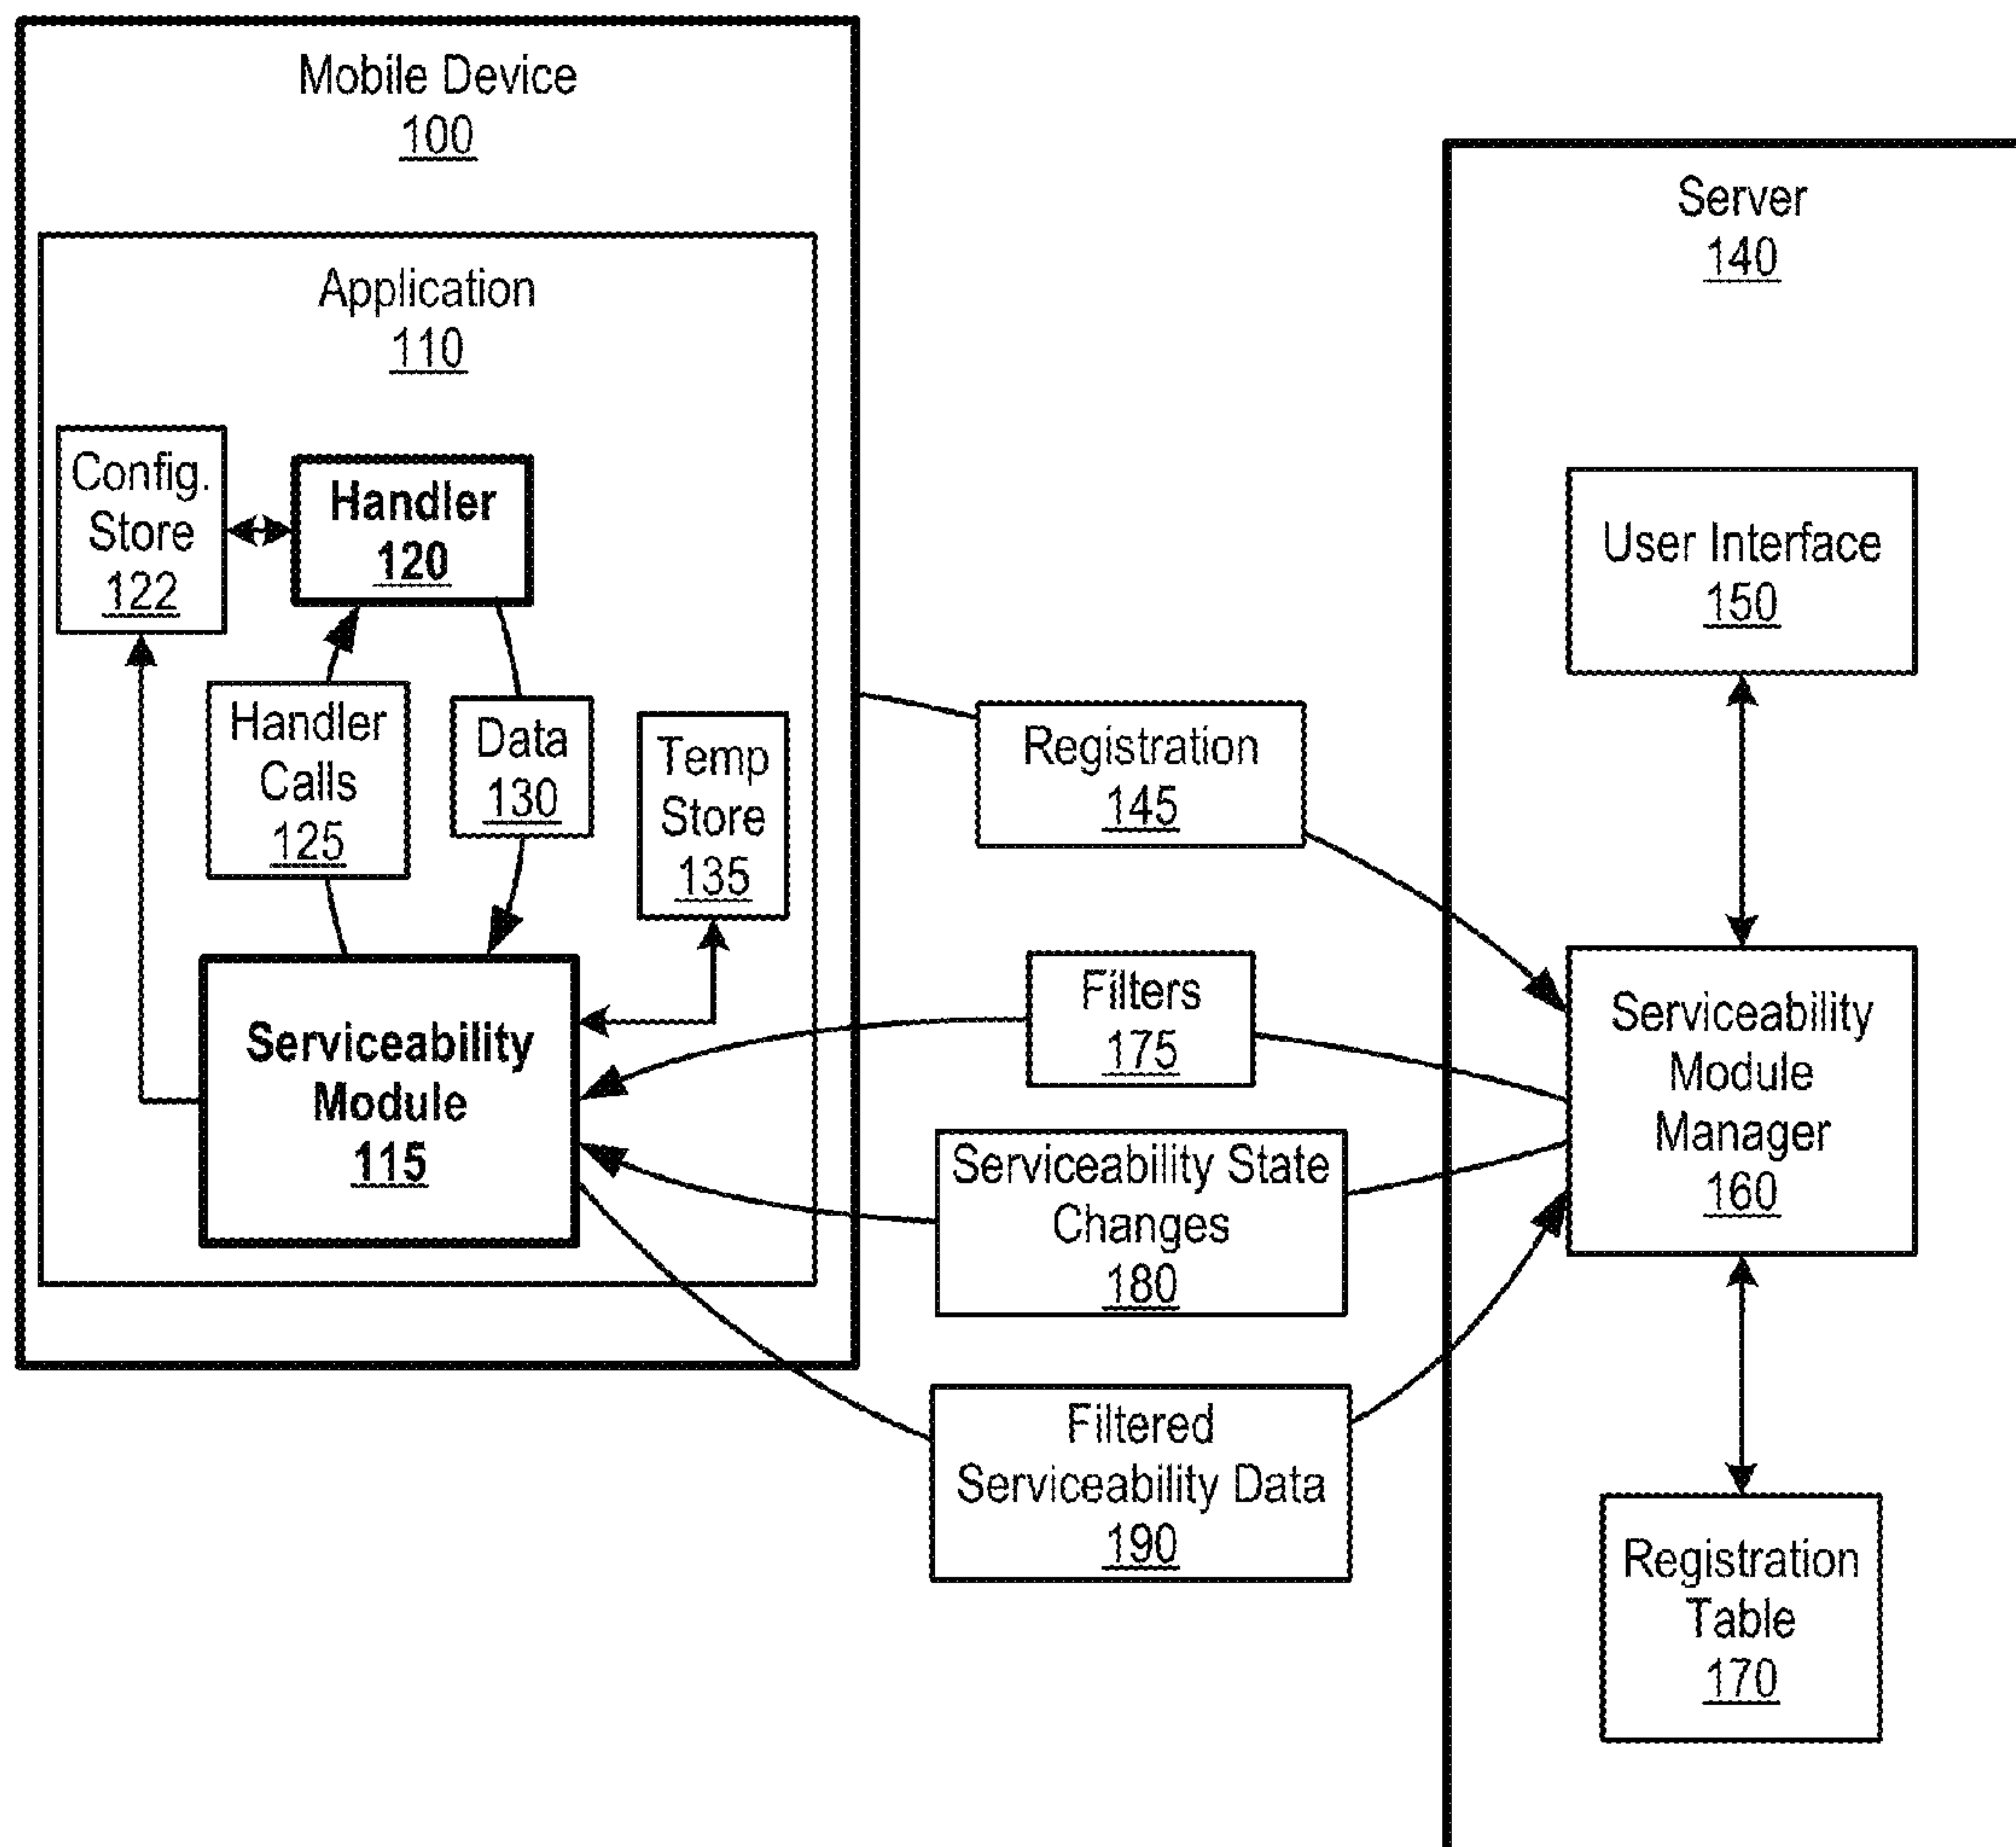 Mobile Device
100
Application
110
Config.
Store
122
Handler
120
Handler
Calls
125
Data
130
Temp
Store
135
Serviceability
Module
115
Registration
145
Filters
175
Serviceability State
Changes
180
Filtered
Serviceability Data
190
Server
140
User Interface
150
Serviceability
Module
Manager
160
Registration
Table
170